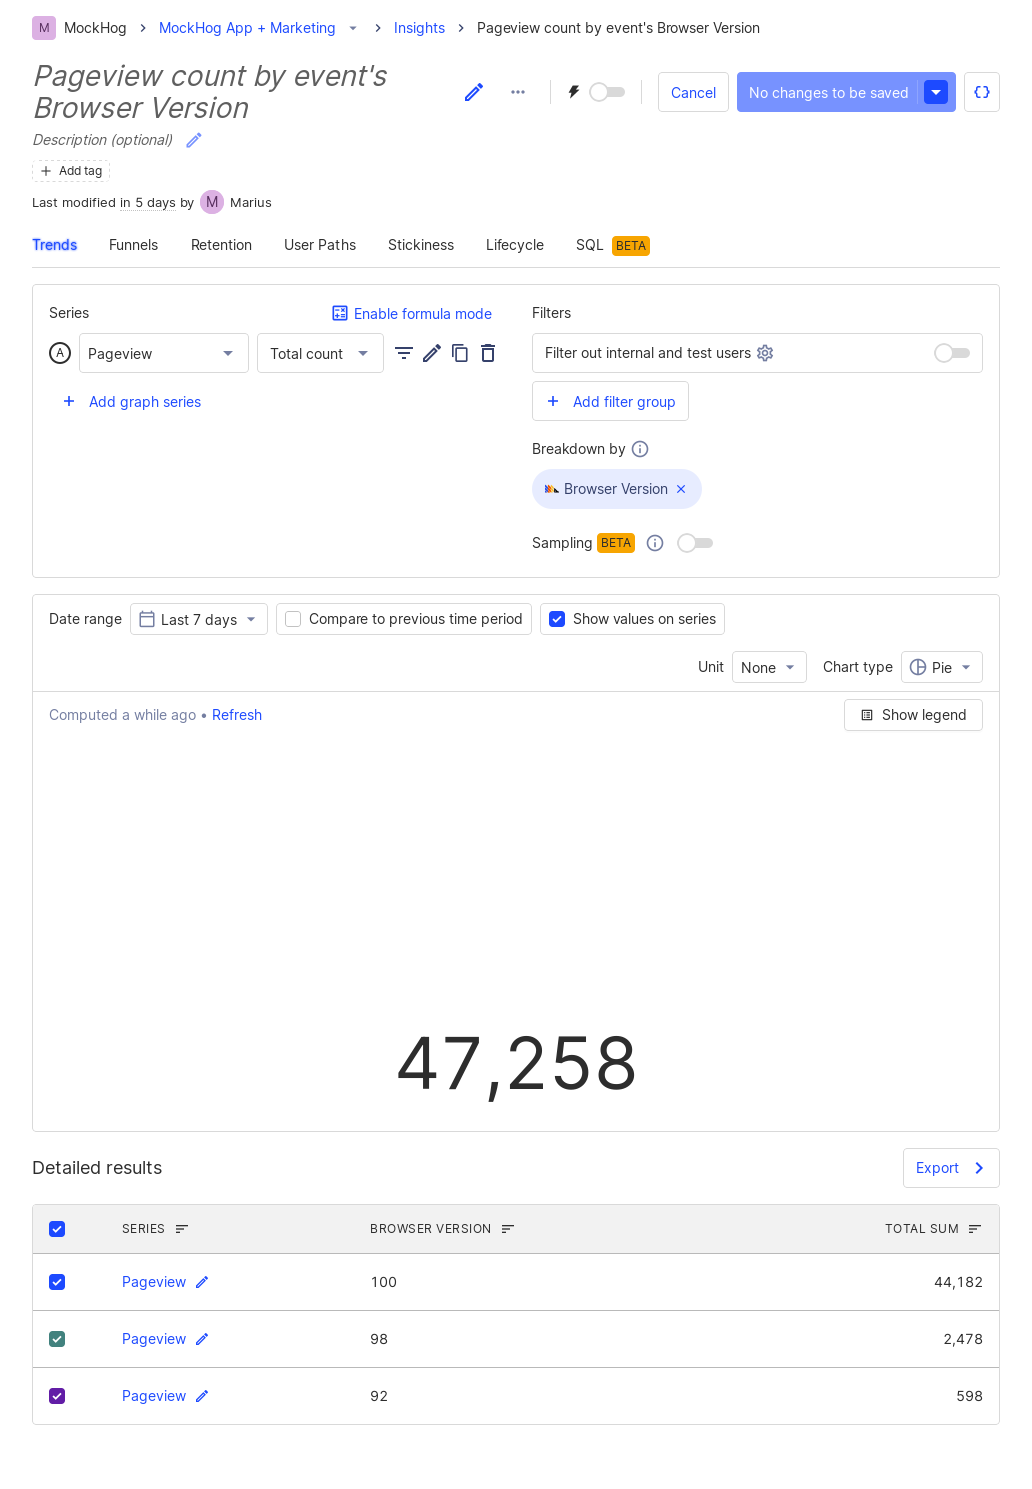 M MockHog MockHog App + Marketing Insights Pageview count by event's Browser Version
Pageview count by event's
Browser Version
Cancel No changes to be saved
Description (optional)
Add tag
Last modified in 5 days by M Marius
Trends Funnels Retention User Paths Stickiness Lifecycle SQL BETA
Series Enable formula mode
A Pageview Total count
Add graph series
Filters
Filter out internal and test users
Add filter group
Breakdown by
Browser Version
Sampling BETA
Date range Last 7 days Compare to previous time period Show values on series
Unit None Chart type Pie
Computed a while ago • Refresh Show legend
47,258
Detailed results Export
SERIES BROWSER VERSION TOTAL SUM
Pageview 100 44,182
Pageview 98 2,478
Pageview 92 598